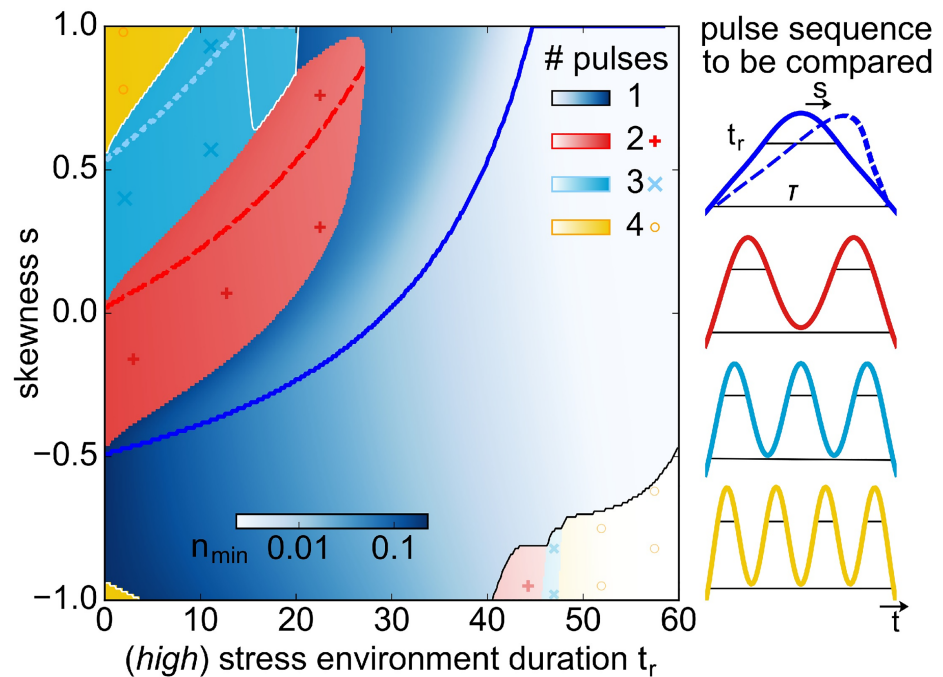 pulse sequence
to be compared
s
t_r
τ
t
# pulses
1
2
3
4
1.0
0.5
0.0
−0.5
−1.0
skewness s
n_min 0.01 0.1
0 10 20 30 40 50 60
(high) stress environment duration t_r